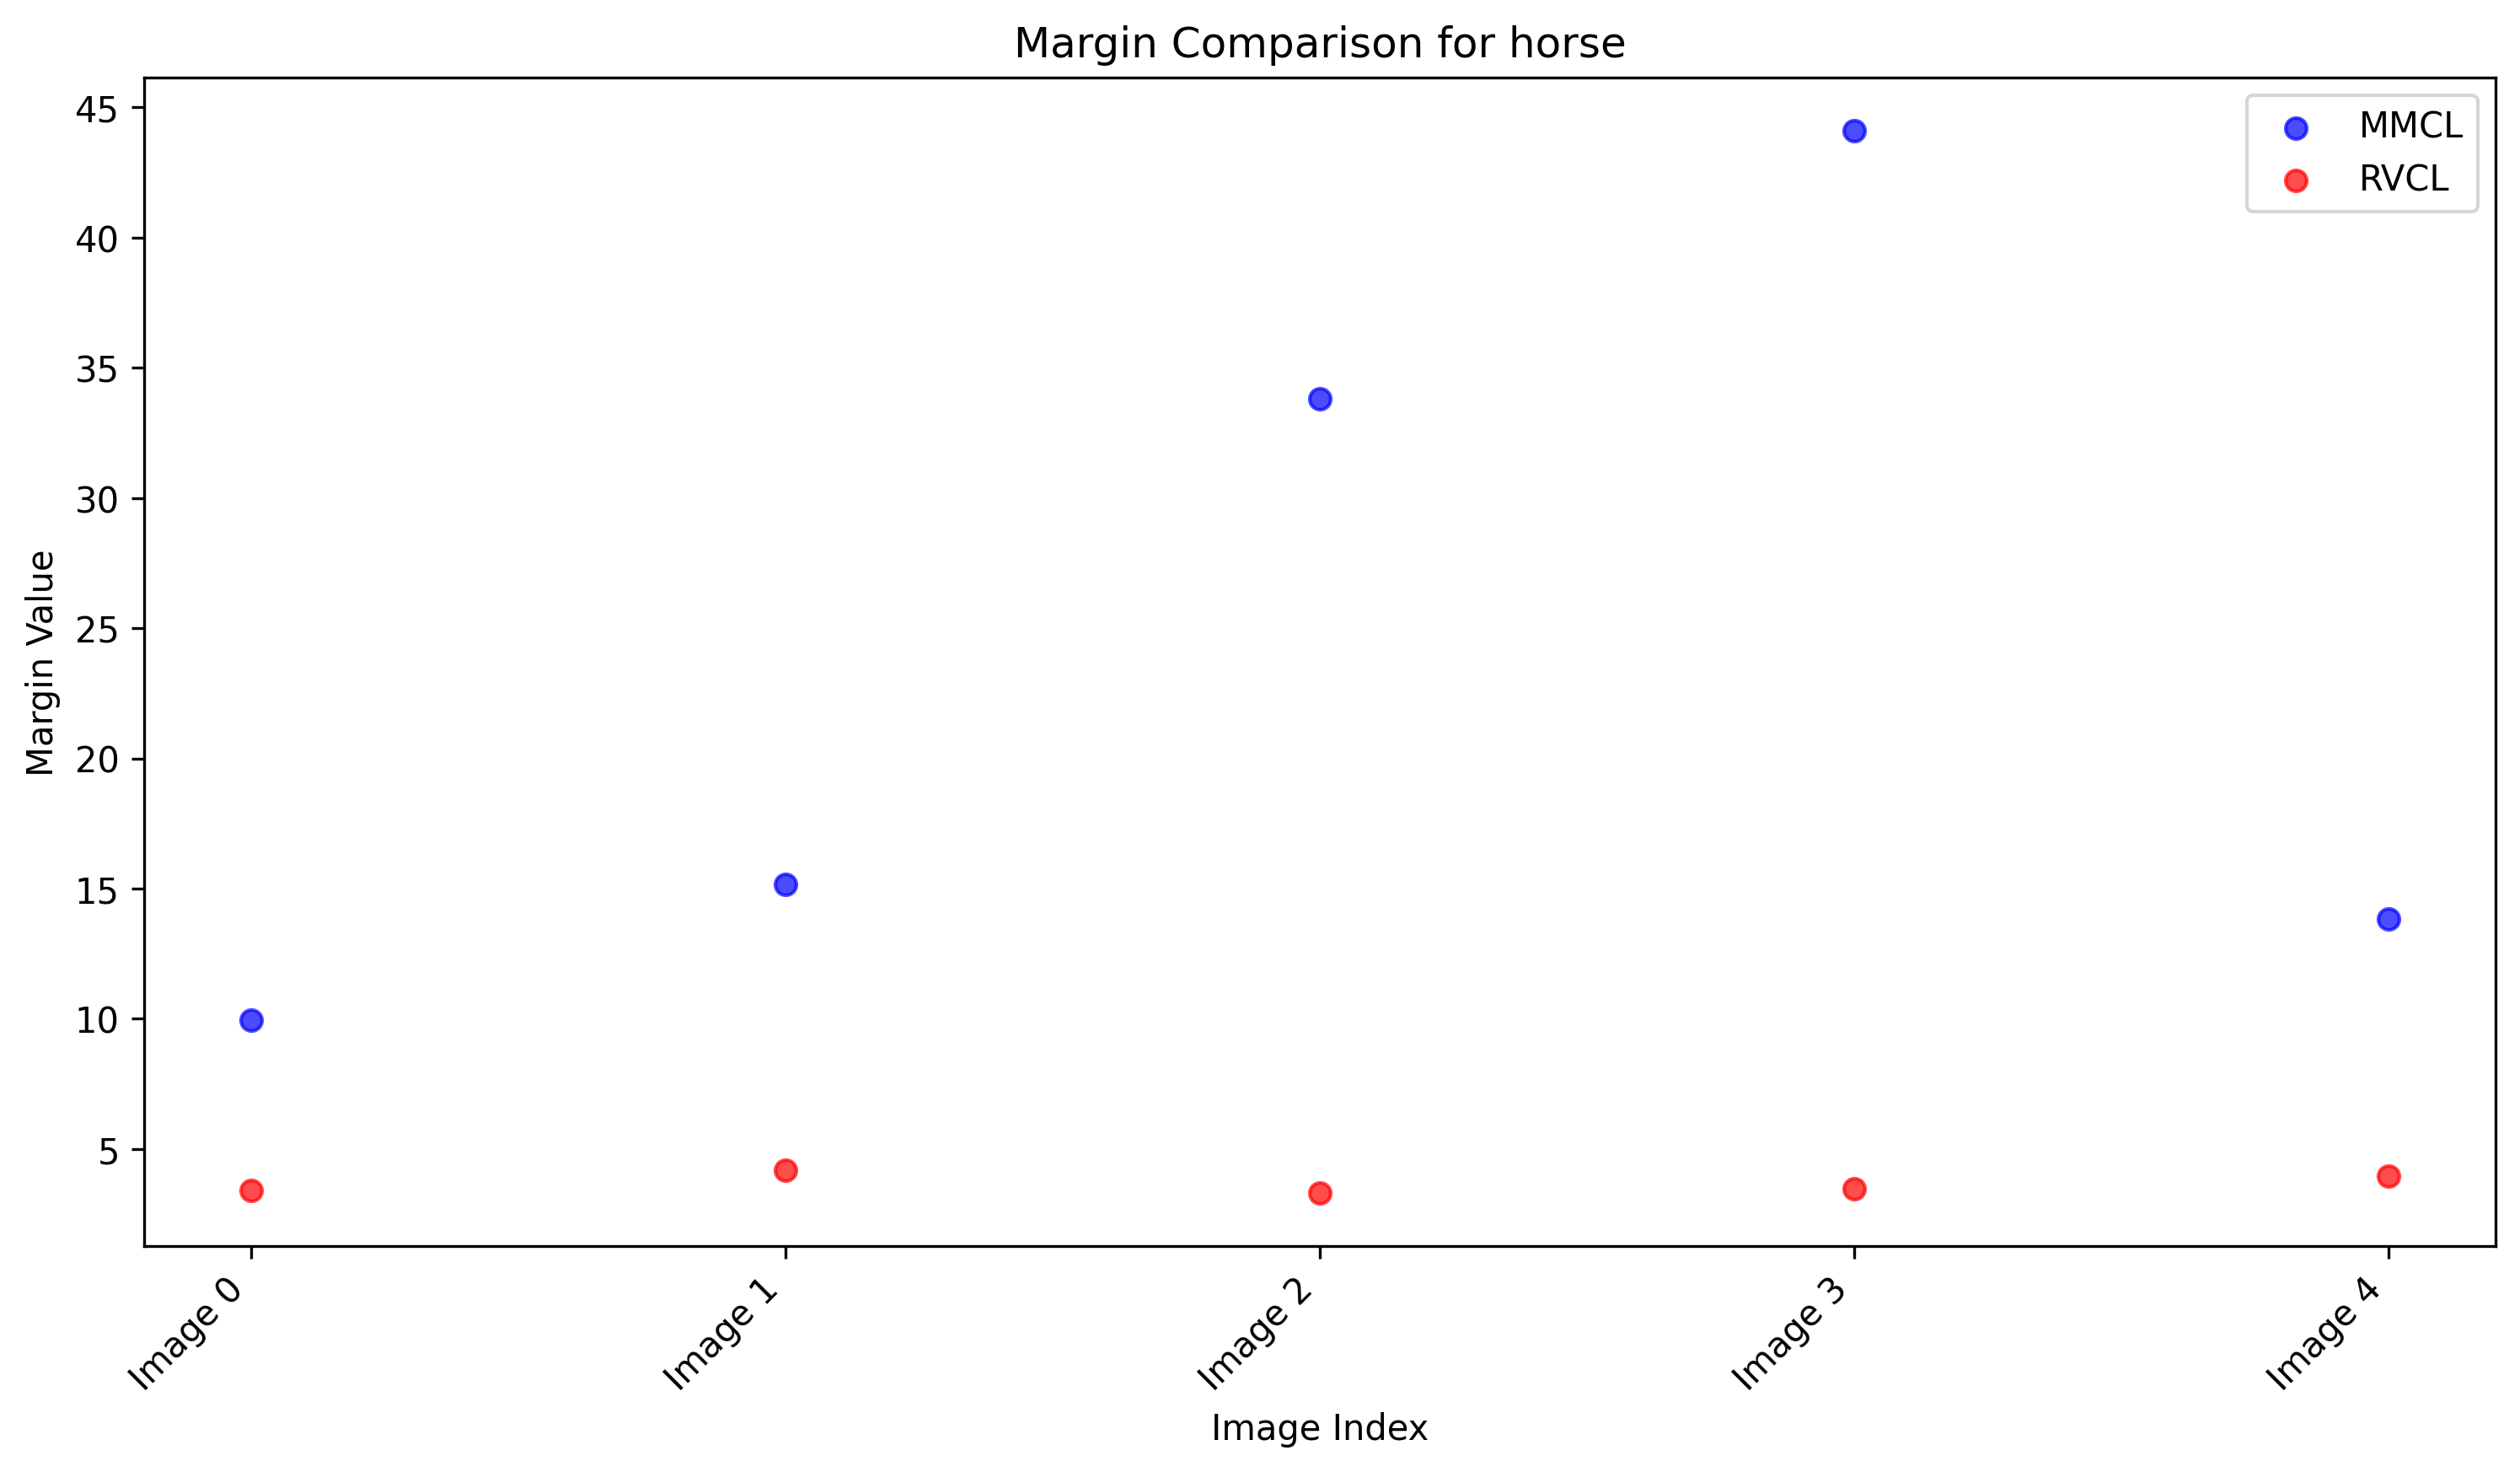 Margin Comparison for horse
MMCL
RVCL
Margin Value
45
40
35
30
25
20
15
10
5
Image 0
Image 1
Image 2
Image 3
Image 4
Image Index